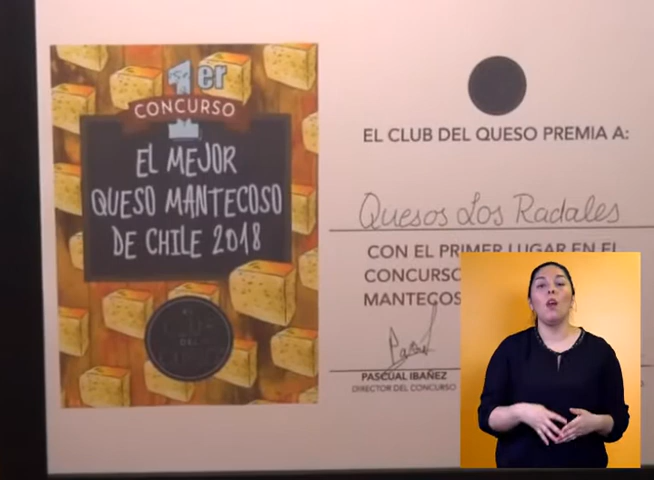 1er
CONCURSO
EL MEJOR
QUESO MANTECOSO
DE CHILE 2018
EL CLUB DEL QUESO PREMIA A:
Quesos Los Radales
CON EL PRIMER LUGAR EN EL
CONCURSO
MANTECOS
PASCUAL IBAÑEZ
DIRECTOR DEL CONCURSO